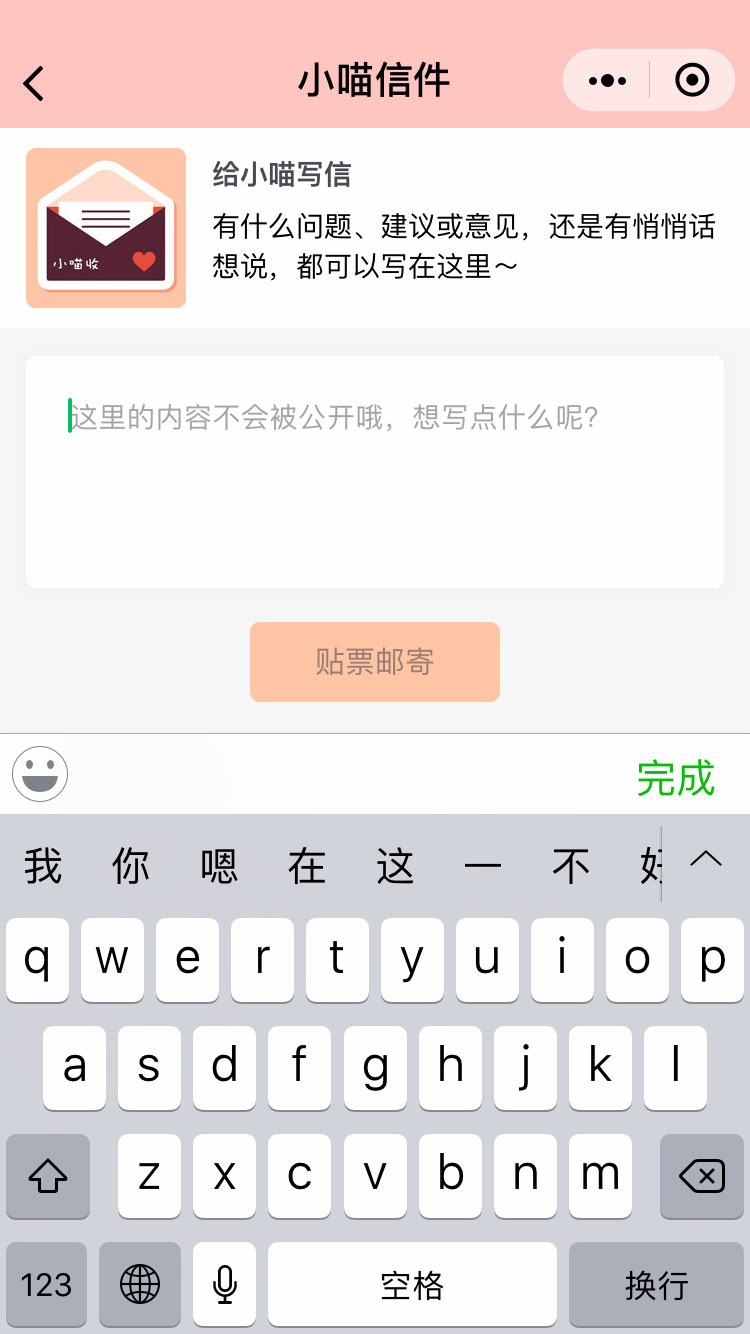 小喵信件
给小喵写信
有什么问题、建议或意见，还是有悄悄话
想说，都可以写在这里～
小喵收
这里的内容不会被公开哦，想写点什么呢?
贴票邮寄
完成
我 你 嗯 在 这 一 不 好
q w e r t y u i o p
a s d f g h j k l
z x c v b n m
123 空格 换行